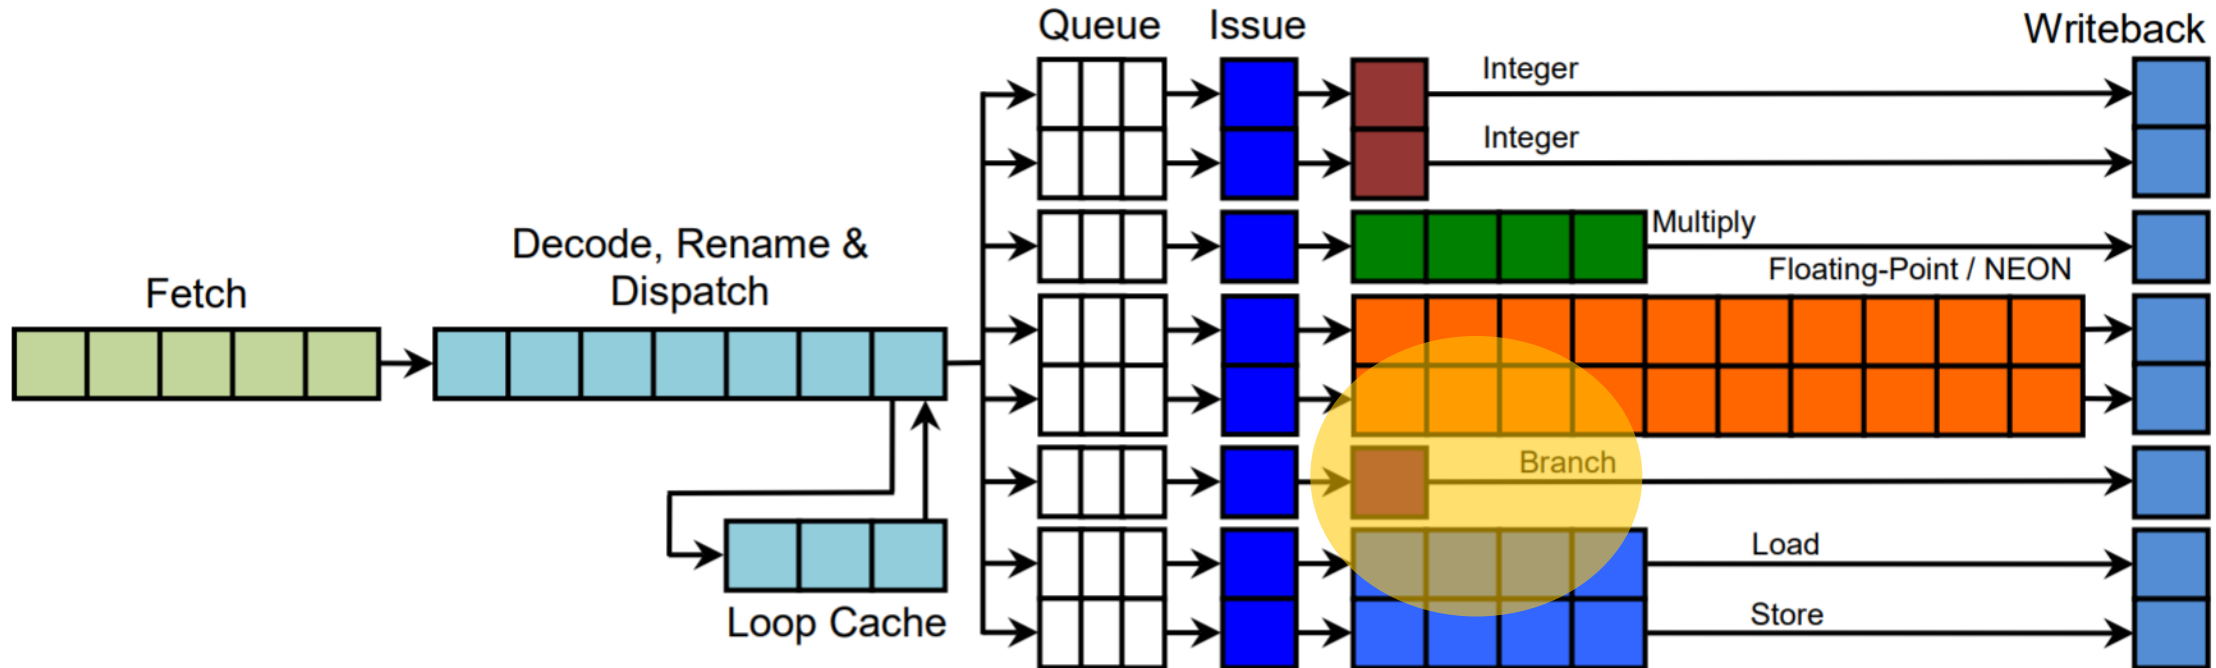 Queue
Issue
Writeback
Integer
Integer
Multiply
Floating-Point / NEON
Decode, Rename &
Dispatch
Fetch
Branch
Load
Store
Loop Cache